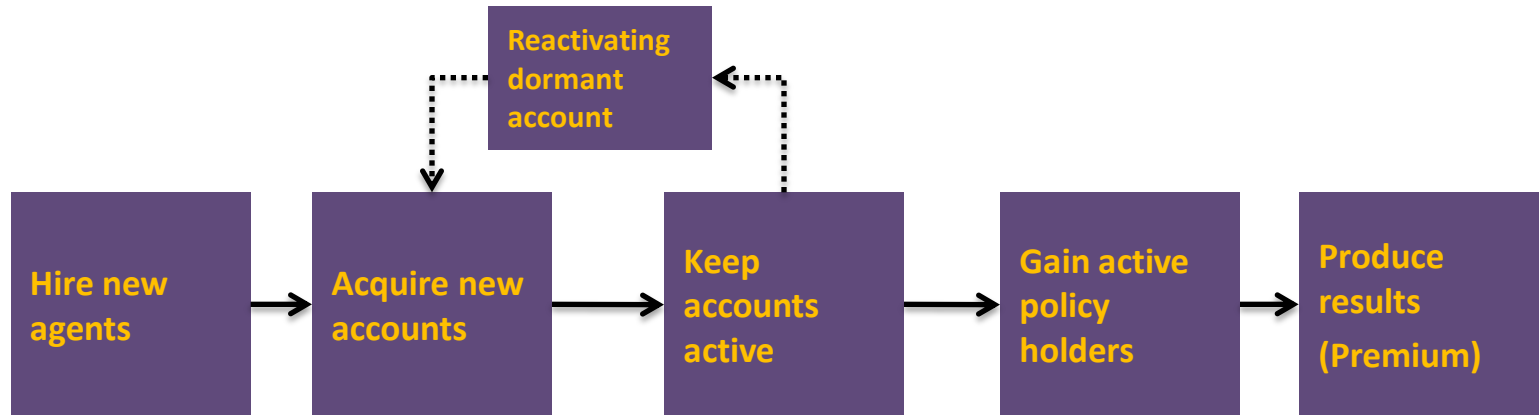 Reactivating
dormant
account
Hire new
agents
Acquire new
accounts
Keep
accounts
active
Gain active
policy
holders
Produce
results
(Premium)